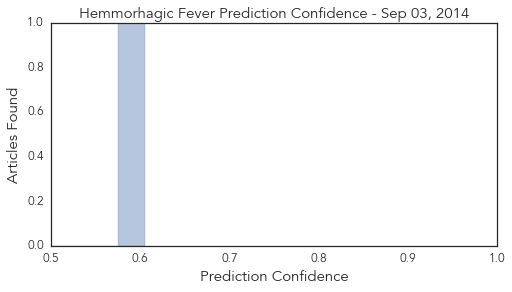 Hemmorhagic Fever Prediction Confidence - Sep 03, 2014
1.0
0.8
0.6
0.4
0.2
0.0
Articles Found
0.5 0.6 0.7 0.8 0.9 1.0
Prediction Confidence